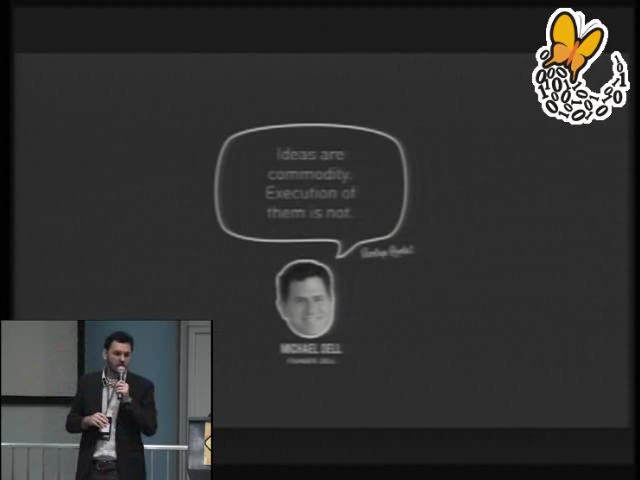 Ideas are
commodity.
Execution of
them is not.
MICHAEL DELL